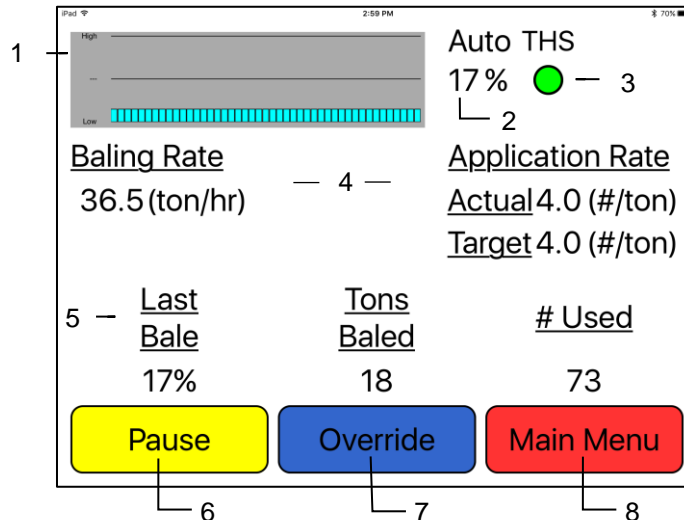 iPad 2:59 PM 70%
1 High Auto THS
17 % 3
Low 2
Baling Rate Application Rate
36.5 (ton/hr) 4 Actual 4.0 (#/ton)
Target 4.0 (#/ton)
5 Last Tons # Used
Bale Baled
17% 18 73
Pause Override Main Menu
6 7 8